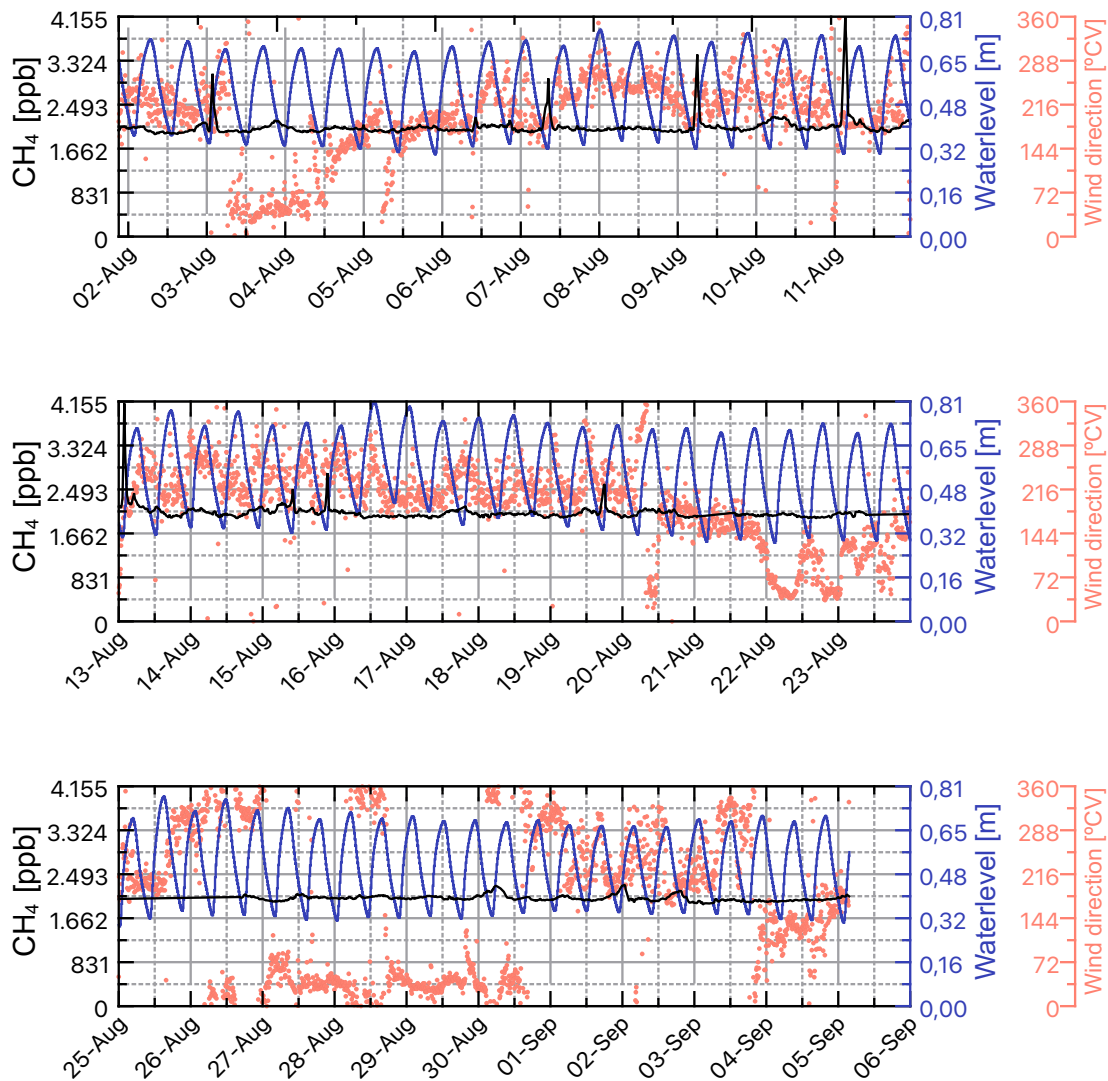 4.155 0,81 360
3.324 0,65 288
2.493 0,48 216
1.662 0,32 144
831 0,16 72
0 0,00 0
CH₄ [ppb]
Waterlevel [m]
Wind direction [ºCV]
02-Aug 03-Aug 04-Aug 05-Aug 06-Aug 07-Aug 08-Aug 09-Aug 10-Aug 11-Aug
4.155 0,81 360
3.324 0,65 288
2.493 0,48 216
1.662 0,32 144
831 0,16 72
0 0,00 0
CH₄ [ppb]
Waterlevel [m]
Wind direction [ºCV]
13-Aug 14-Aug 15-Aug 16-Aug 17-Aug 18-Aug 19-Aug 20-Aug 21-Aug 22-Aug 23-Aug
4.155 0,81 360
3.324 0,65 288
2.493 0,48 216
1.662 0,32 144
831 0,16 72
0 0,00 0
CH₄ [ppb]
Waterlevel [m]
Wind direction [ºCV]
25-Aug 26-Aug 27-Aug 28-Aug 29-Aug 30-Aug 01-Sep 02-Sep 03-Sep 04-Sep 05-Sep 06-Sep